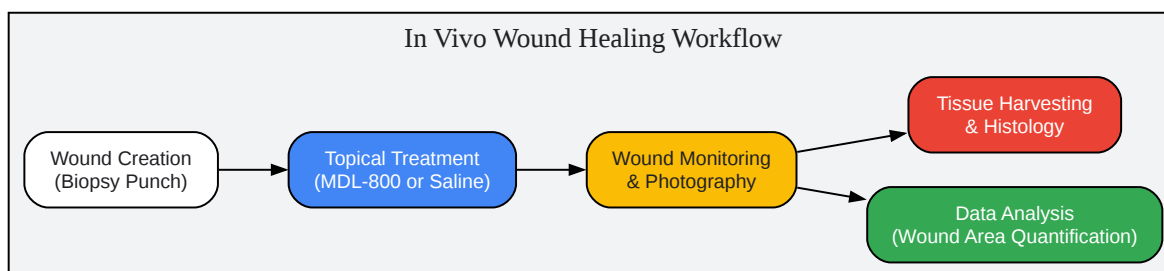 In Vivo Wound Healing Workflow
Wound Creation
(Biopsy Punch)
Topical Treatment
(MDL-800 or Saline)
Wound Monitoring
& Photography
Tissue Harvesting
& Histology
Data Analysis
(Wound Area Quantification)